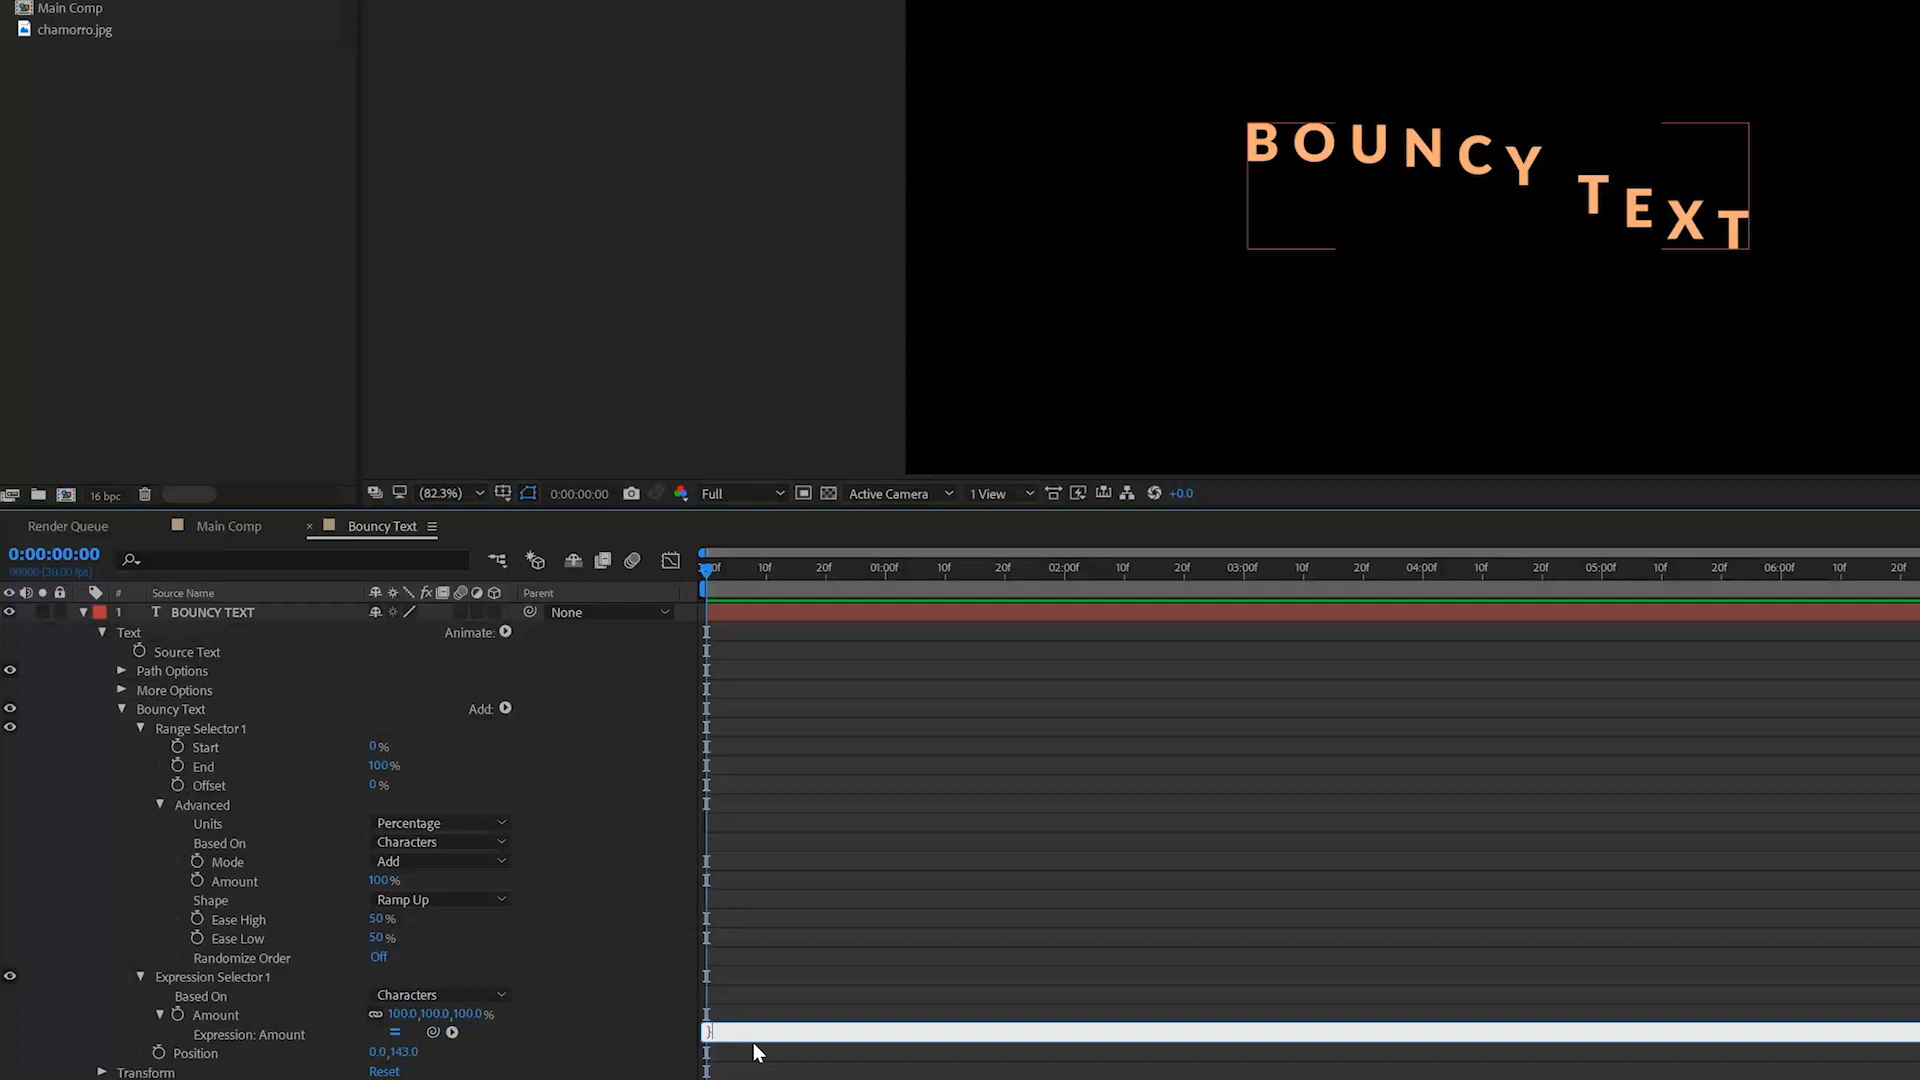 Main Comp
chamorro.jpg
BOUNCY TEXT
16 bpc
(82.3%) 0:00:00:00 Full Active Camera 1 View +0.0
Render Queue Main Comp × Bouncy Text
0:00:00:00
00000 (30.00 fps)
:00f 10f 20f 01:00f 10f 20f 02:00f 10f 20f 03:00f 10f 20f 04:00f 10f 20f 05:00f 10f 20f 06:00f 10f 20f
# Source Name fx Parent
1 T BOUNCY TEXT None
Text Animate:
Source Text
Path Options
More Options
Bouncy Text Add:
Range Selector 1
Start 0%
End 100%
Offset 0%
Advanced
Units Percentage
Based On Characters
Mode Add
Amount 100%
Shape Ramp Up
Ease High 50%
Ease Low 50%
Randomize Order Off
Expression Selector 1
Based On Characters
Amount 100.0,100.0,100.0%
Expression: Amount = }
Position 0.0,143.0
Transform Reset